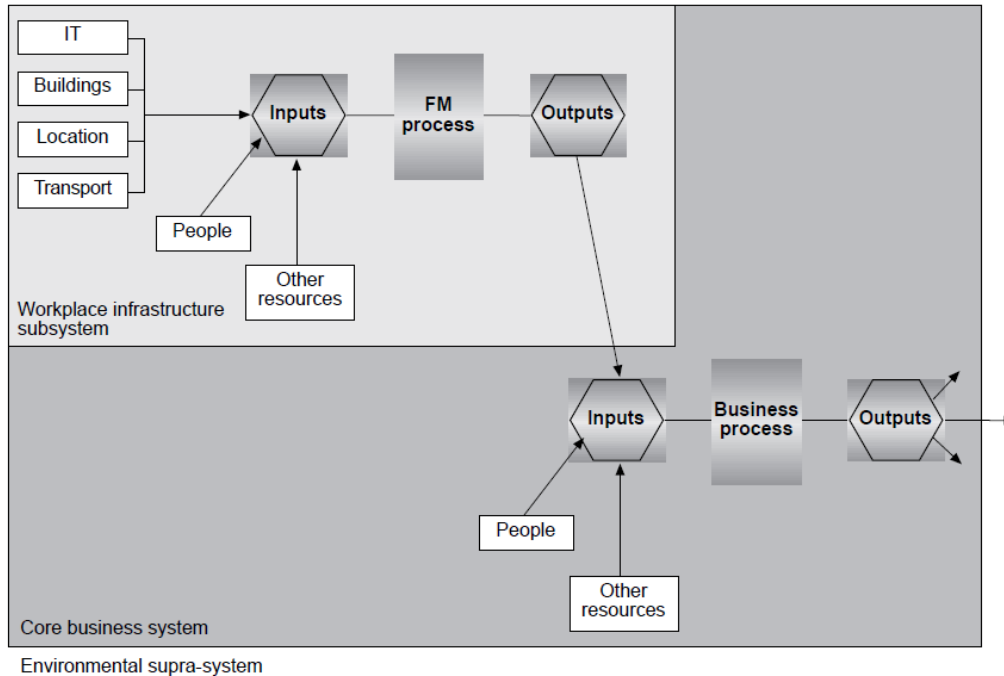 IT
Buildings
Location
Transport
Inputs
FM
process
Outputs
People
Other
resources
Workplace infrastructure
subsystem
Inputs
Business
process
Outputs
People
Other
resources
Core business system
Environmental supra-system